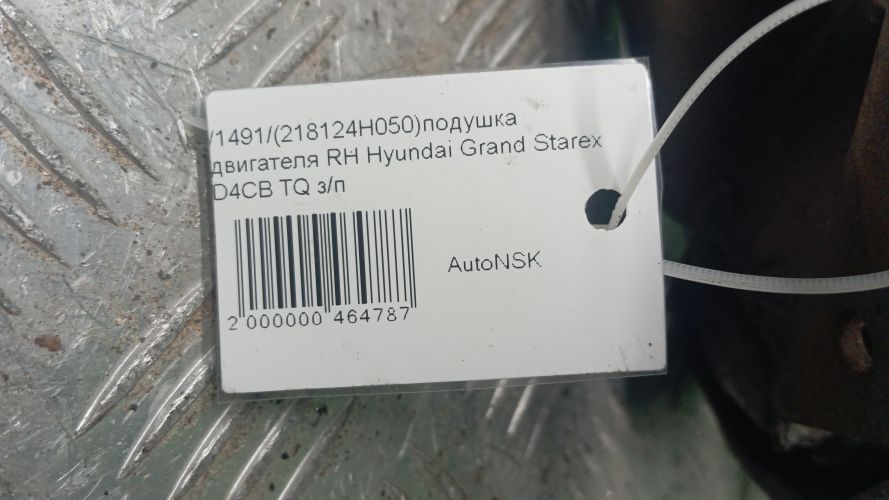 /1491/(218124H050)подушка
двигателя RH Hyundai Grand Starex
D4CB TQ з/п
AutoNSK
2 000000 464787